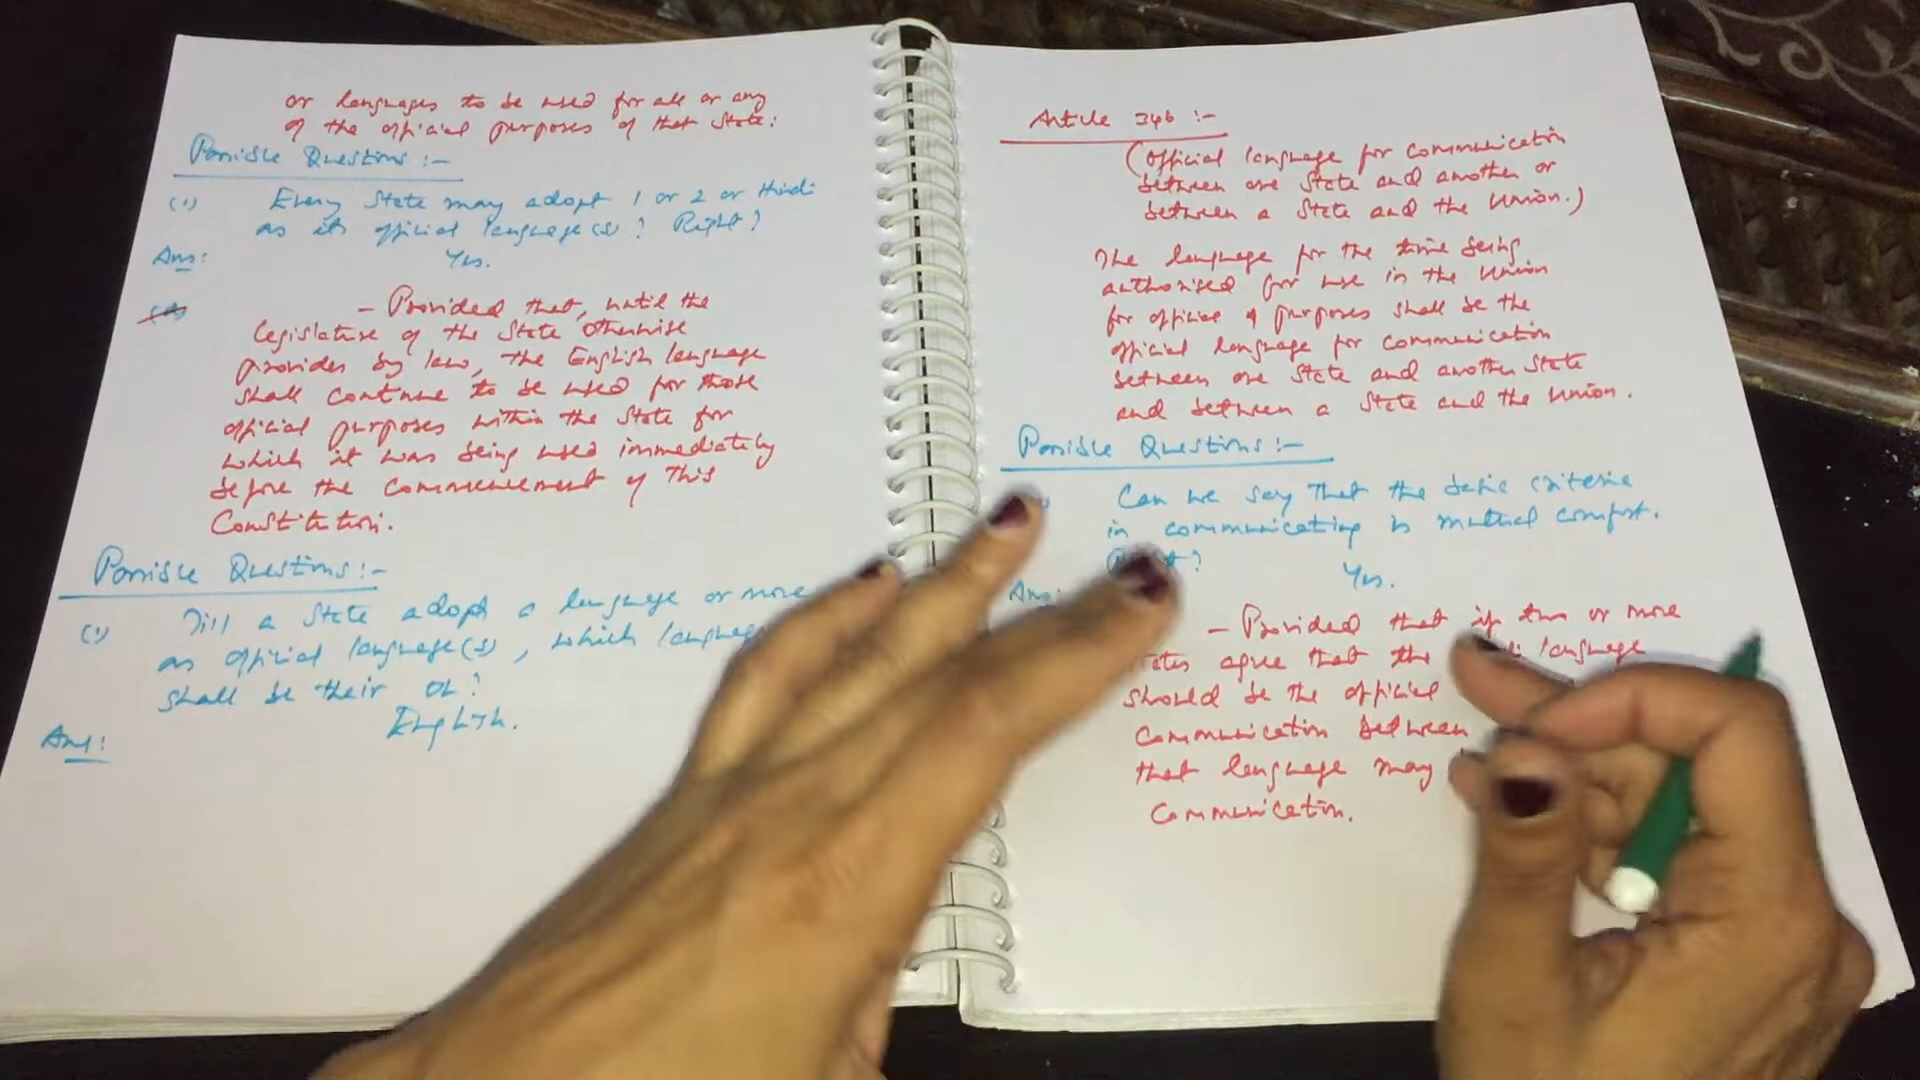 or languages to be used for all or any
of the official purposes of that State:
Possible Questions :-
(1) Every State may adopt 1 or 2 or Hindi
as its official language(s)? Right?
Ans: Yes.
- Provided that, until the
legislature of the State otherwise
provides by law, the English language
shall continue to be used for those
official purposes within the State for
which it was being used immediately
before the commencement of This
Constitution.
Possible Questions :-
(1) Till a State adopts a language or more
as official language(s), which language
shall be their OL?
Ans: English.
Article 346 :-
(Official language for communication
between one State and another or
between a State and the Union.)
The language for the time being
authorised for use in the Union
for official of purposes shall be the
official language for communication
between one State and another State
and between a State and the Union.
Possible Questions :-
Can we say that the basic criteria
in communicating is mutual comfort.
Ans: Yes.
- Provided that if two or more
agree that the language
should be the official
communication between
that language may
communication.